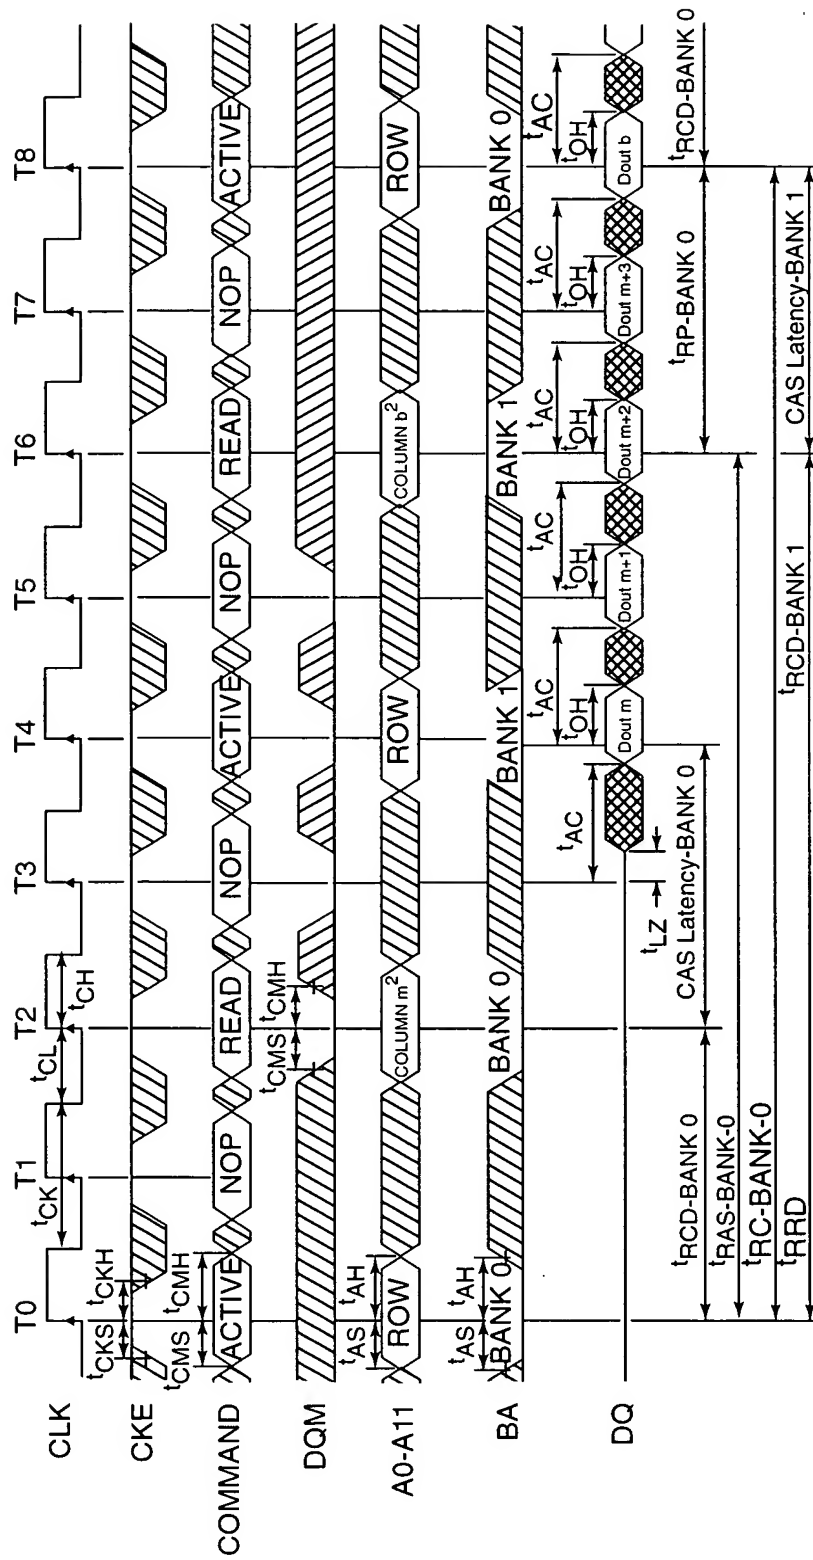 T0 T1 T2 T3 T4 T5 T6 T7 T8
CLK
tCK tCL tCH
CKE
tCKS tCKH
COMMAND
tCMS tCMH
ACTIVE NOP READ NOP ACTIVE NOP READ NOP ACTIVE
DQM
tCMS tCMH
A0-A11
tAS tAH
ROW COLUMN m² ROW COLUMN b² ROW
BA
tAS tAH
BANK 0 BANK 0 BANK 1 BANK 1 BANK 0
tAC tAC tAC tAC tAC tAC
tOH tOH tOH tOH tOH
DQ
Dout m Dout m+1 Dout m+2 Dout m+3 Dout b
tLZ
tRCD-BANK 0 CAS Latency-BANK 0 tRP-BANK 0 tRCD-BANK 0
tRAS-BANK-0
tRC-BANK-0
tRRD tRCD-BANK 1 CAS Latency-BANK 1